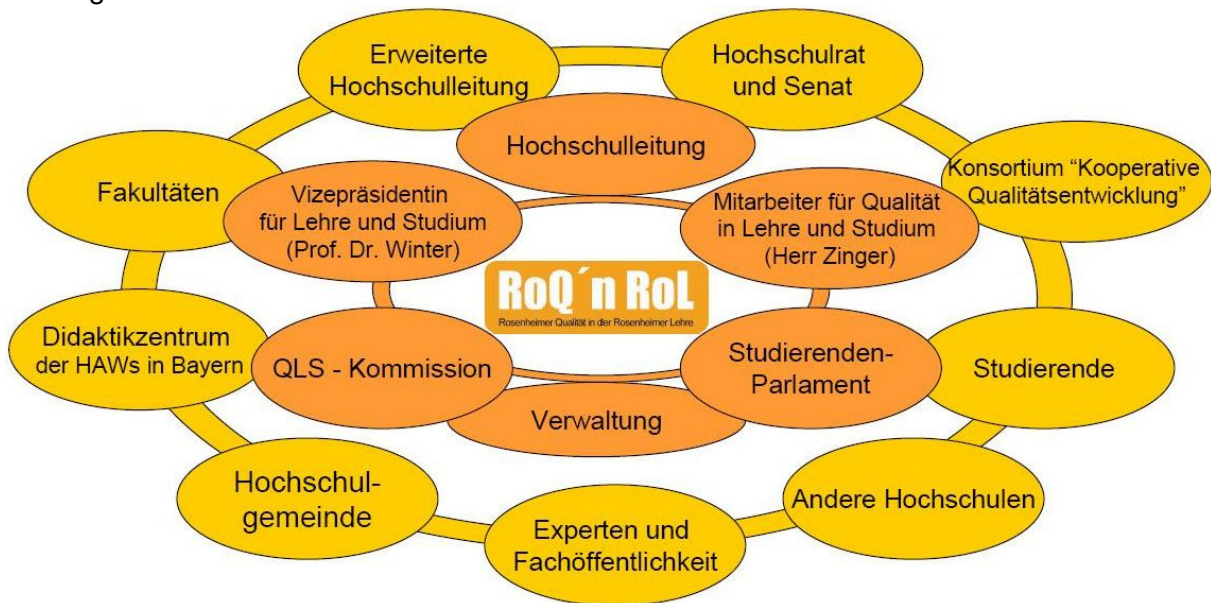 Erweiterte
Hochschulleitung
Hochschulrat
und Senat
Hochschulleitung
Konsortium “Kooperative
Qualitätsentwicklung”
Fakultäten
Vizepräsidentin
für Lehre und Studium
(Prof. Dr. Winter)
Mitarbeiter für Qualität
in Lehre und Studium
(Herr Zinger)
RoQ´n RoL
Rosenheimer Qualität in der Rosenheimer Lehre
Didaktikzentrum
der HAWs in Bayern
QLS - Kommission
Studierenden-
Parlament
Studierende
Verwaltung
Hochschul-
gemeinde
Andere Hochschulen
Experten und
Fachöffentlichkeit